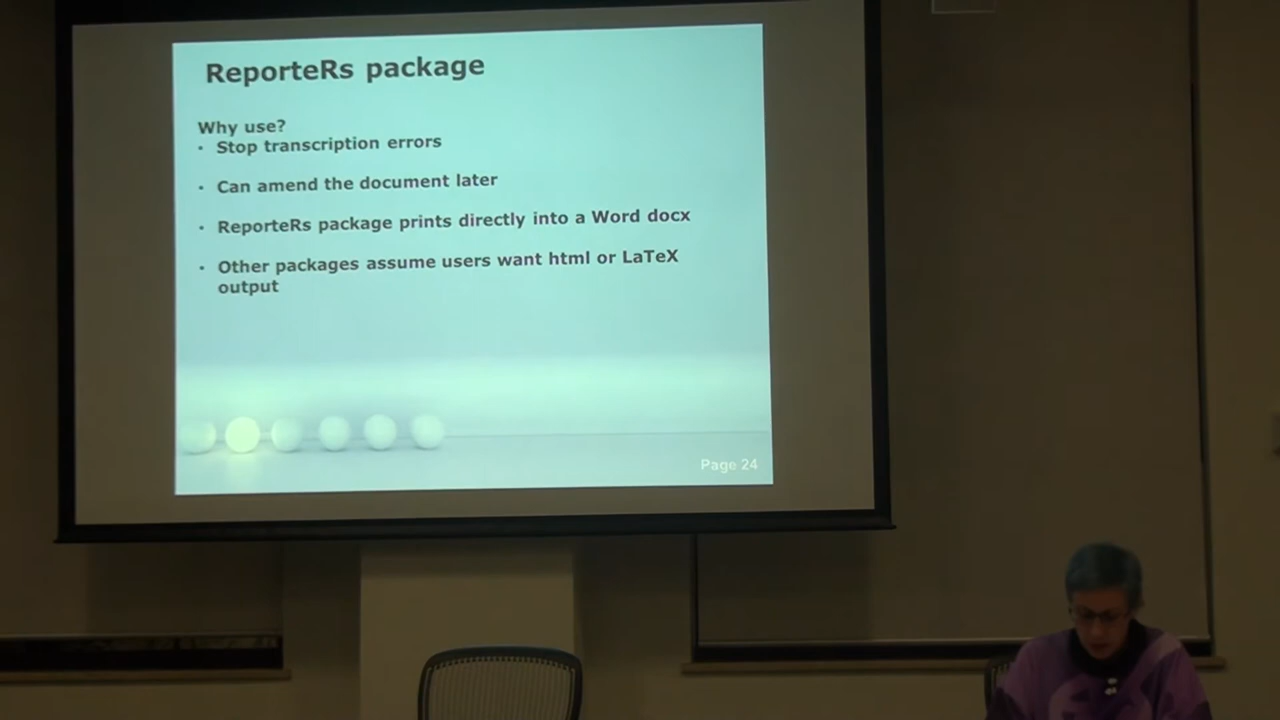 ReporteRs package
Why use?
• Stop transcription errors
• Can amend the document later
• ReporteRs package prints directly into a Word docx
• Other packages assume users want html or LaTeX
output
Page 24